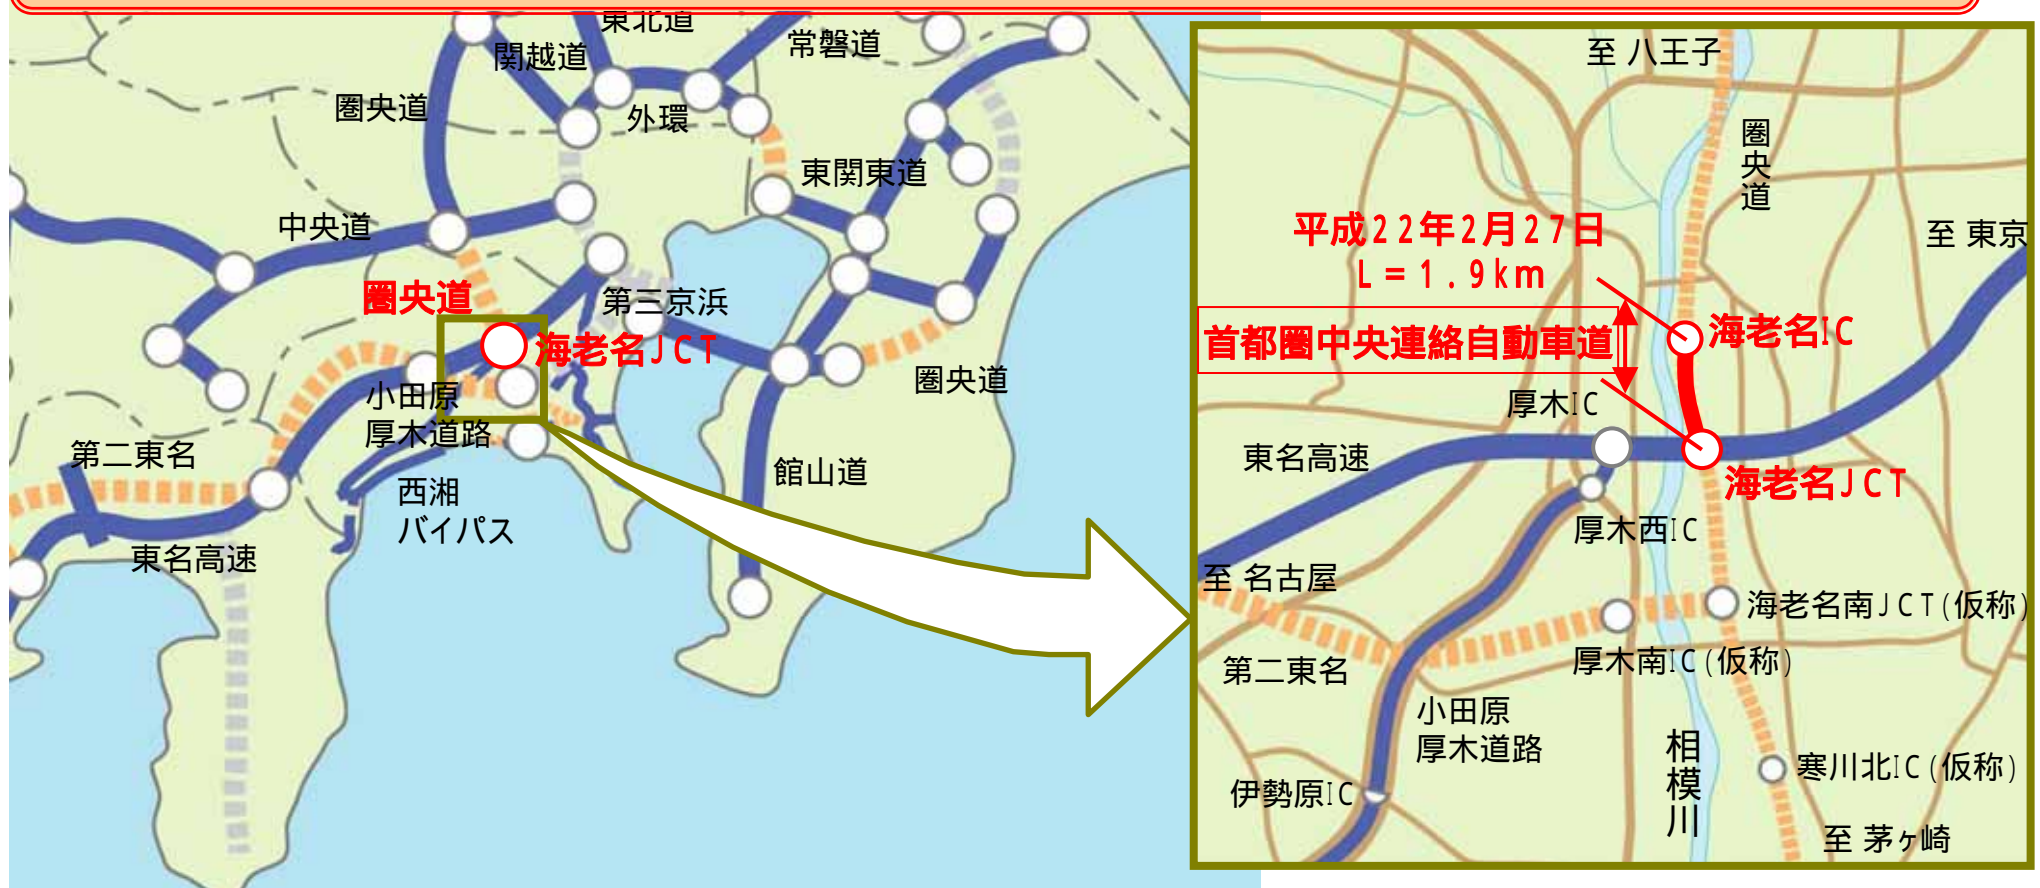 東北道
関越道
常磐道
圏央道
外環
東関東道
中央道
圏央道
第三京浜
海老名JCT
圏央道
小田原
厚木道路
第二東名
館山道
西湘
バイパス
東名高速
至 八王子
圏央道
平成22年2月27日
L=1.9km
至 東京
首都圏中央連絡自動車道
海老名IC
厚木IC
東名高速
海老名JCT
厚木西IC
至 名古屋
海老名南JCT(仮称)
厚木南IC(仮称)
第二東名
小田原
厚木道路
相模川
寒川北IC(仮称)
伊勢原IC
至 茅ヶ崎